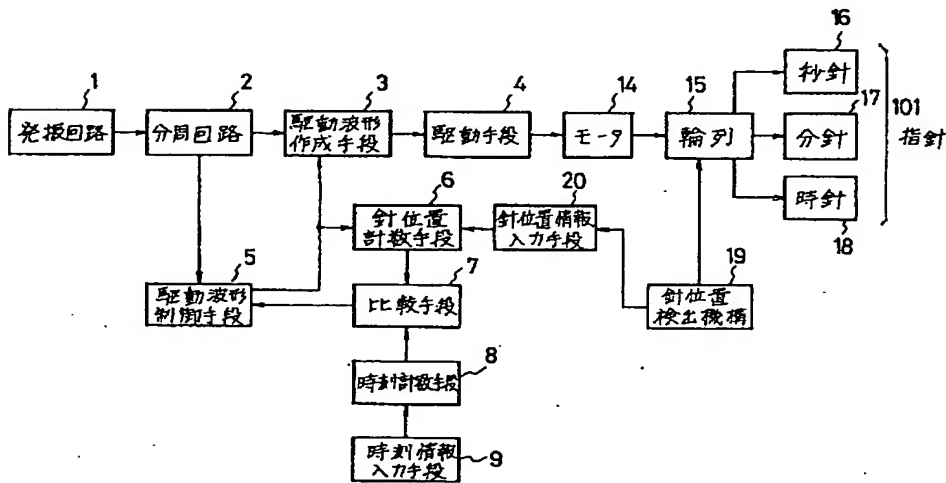 1
発振回路
2
分周回路
3
駆動波形
作成手段
4
駆動手段
14
モータ
15
輪列
16
秒針
17
分針
18
時針
101
指針
5
駆動波形
制御手段
6
針位置
計数手段
20
針位置情報
入力手段
19
針位置
検出機構
7
比較手段
8
時刻計数手段
9
時刻情報
入力手段